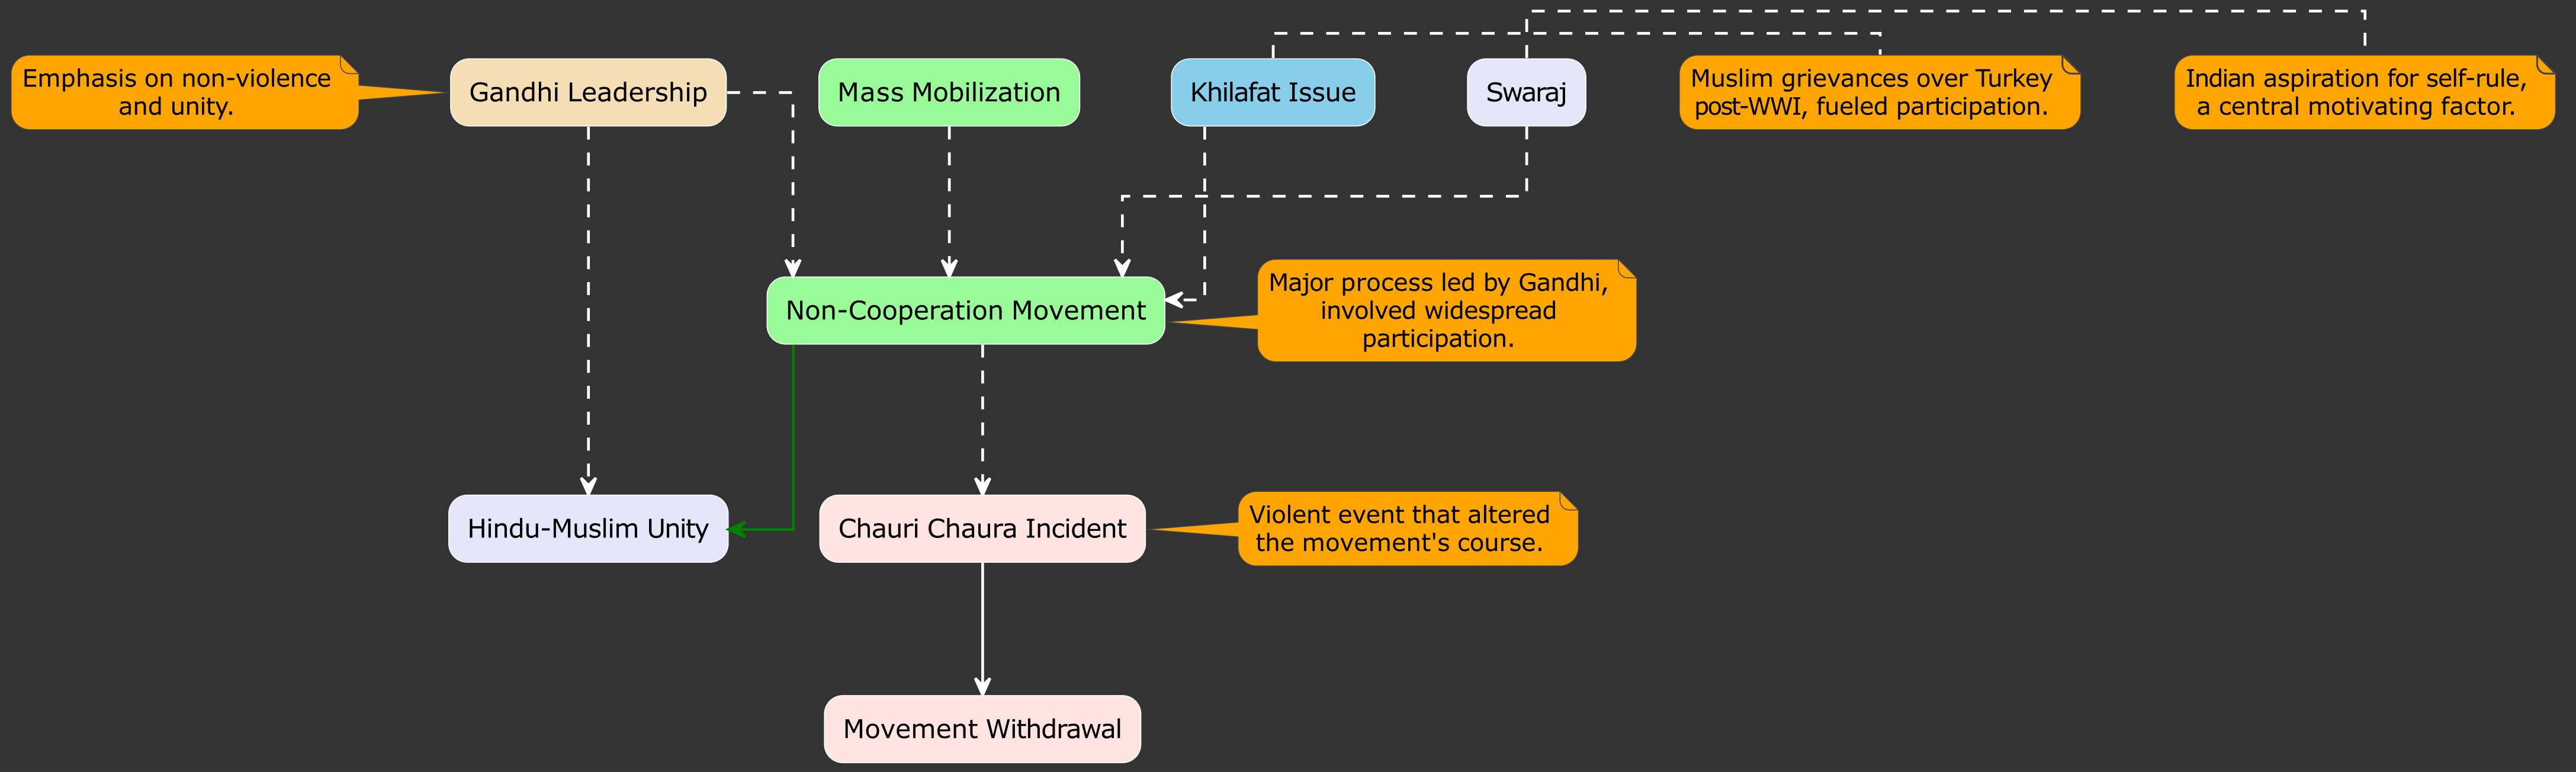 Emphasis on non-violence
and unity.
Gandhi Leadership
Mass Mobilization
Khilafat Issue
Swaraj
Muslim grievances over Turkey
post-WWI, fueled participation.
Indian aspiration for self-rule,
a central motivating factor.
Non-Cooperation Movement
Major process led by Gandhi,
involved widespread
participation.
Hindu-Muslim Unity
Chauri Chaura Incident
Violent event that altered
the movement's course.
Movement Withdrawal